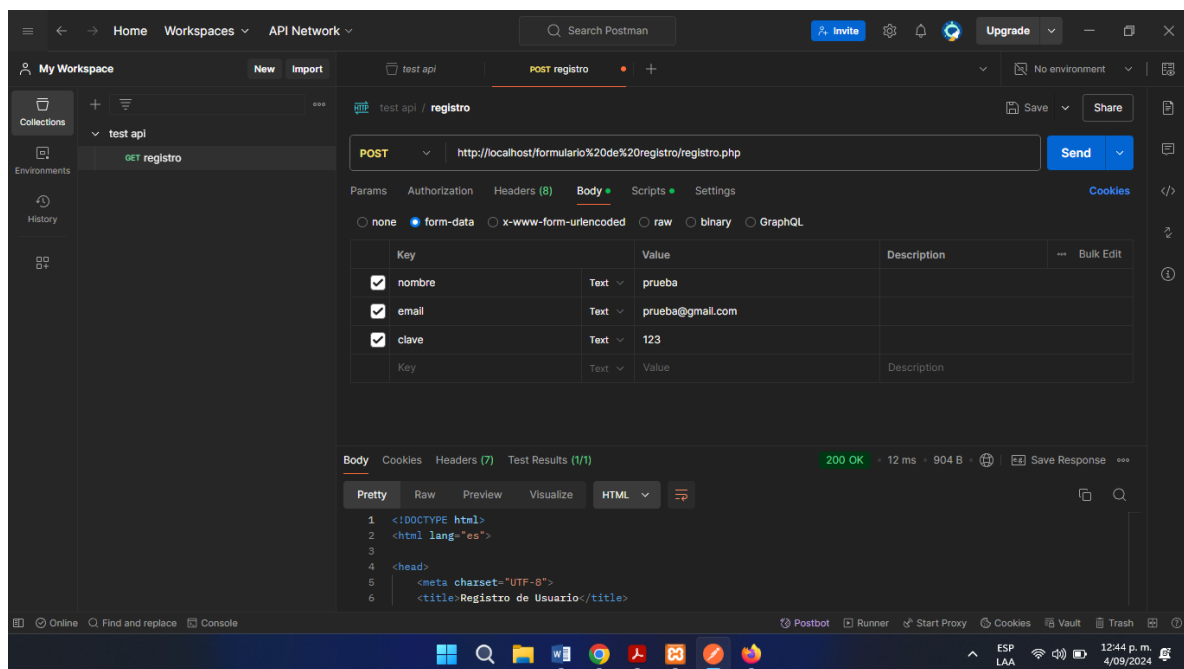 Home Workspaces API Network Search Postman Invite Upgrade
My Workspace New Import test api POST registro No environment
Collections
test api / registro Save Share
test api
GET registro
POST http://localhost/formulario%20de%20registro/registro.php Send
Environments
Params Authorization Headers (8) Body Scripts Settings Cookies
History
none form-data x-www-form-urlencoded raw binary GraphQL
Key Value Description Bulk Edit
nombre Text prueba
email Text prueba@gmail.com
clave Text 123
Key Text Value Description
Body Cookies Headers (7) Test Results (1/1) 200 OK 12 ms 904 B e.g. Save Response
Pretty Raw Preview Visualize HTML
1 <!DOCTYPE html>
2 <html lang="es">
3
4 <head>
5 <meta charset="UTF-8">
6 <title>Registro de Usuario</title>
Online Find and replace Console Postbot Runner Start Proxy Cookies Vault Trash
ESP LAA 12:44 p. m. 4/09/2024